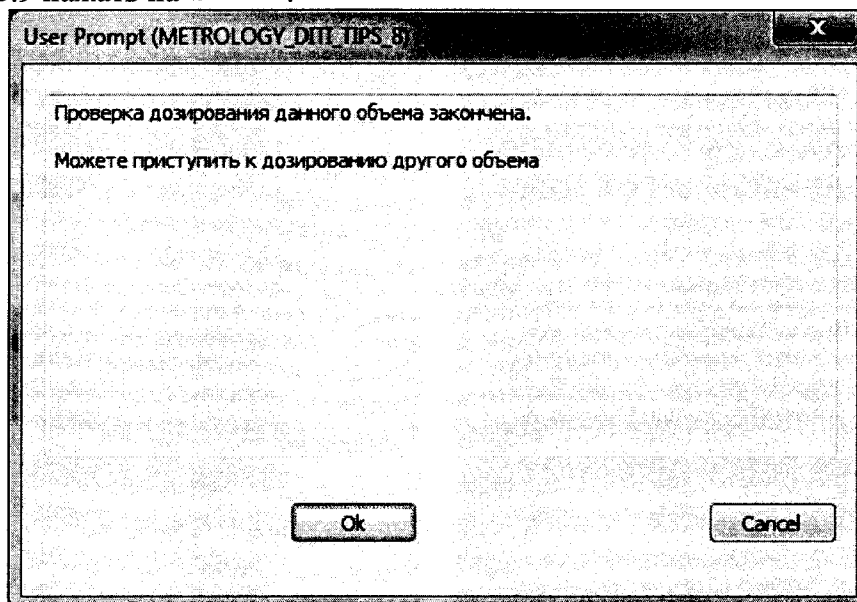 User Prompt (METROLOGY_DITI_TIPS_8)
Проверка дозирования данного объема закончена.
Можете приступить к дозированию другого объема
Ok
Cancel